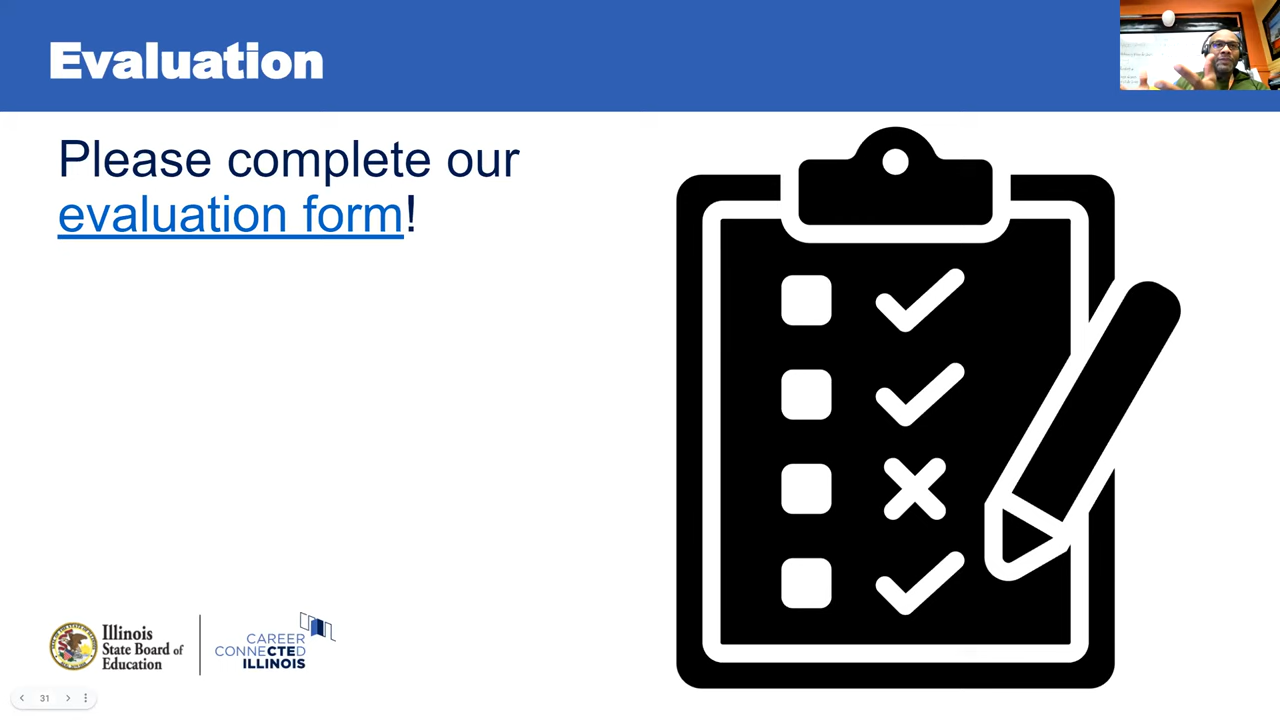 Evaluation
Please complete our
evaluation form!
Illinois
State Board of
Education
CAREER
CONNECTED
ILLINOIS
31